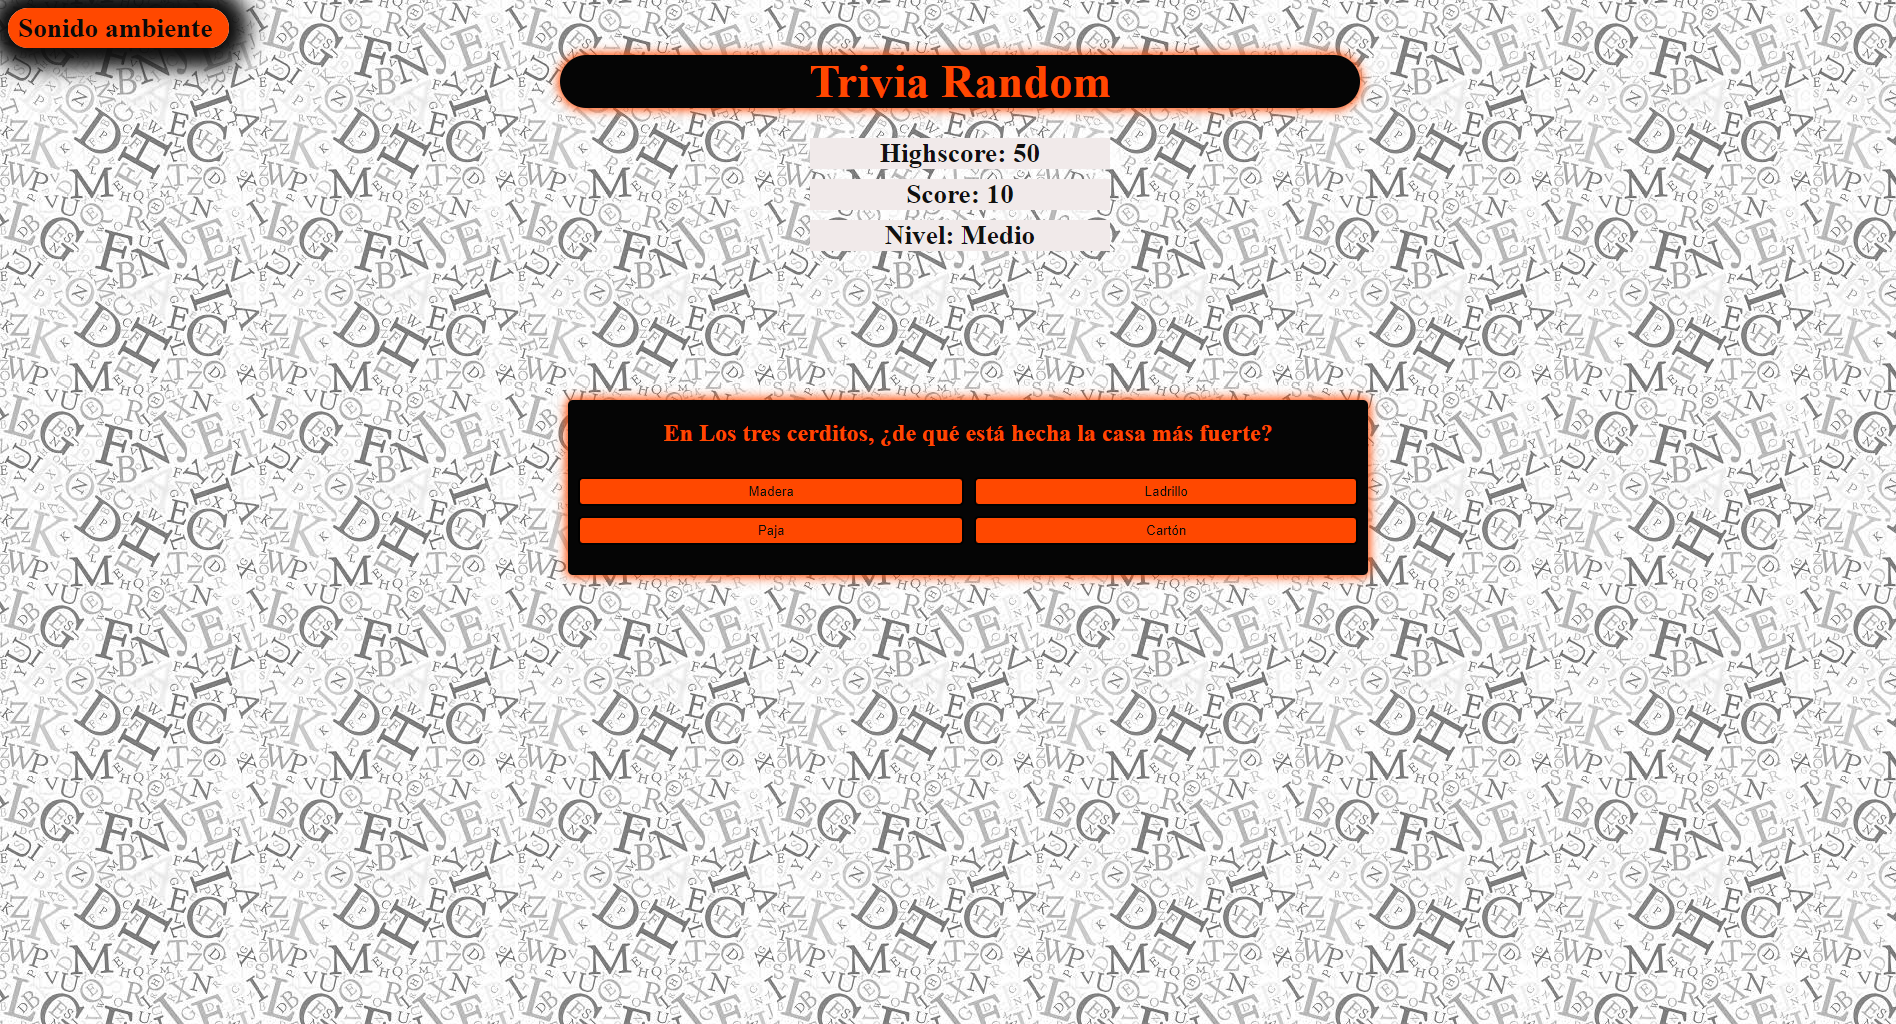 Sonido ambiente
Trivia Random
Highscore: 50
Score: 10
Nivel: Medio
En Los tres cerditos, ¿de qué está hecha la casa más fuerte?
Madera
Ladrillo
Paja
Cartón